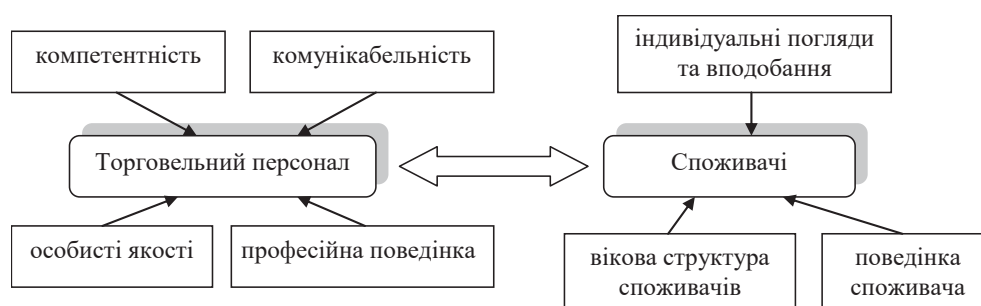 компетентність
комунікабельність
індивідуальні погляди
та вподобання
Торговельний персонал
Споживачі
особисті якості
професійна поведінка
вікова структура
споживачів
поведінка
споживача